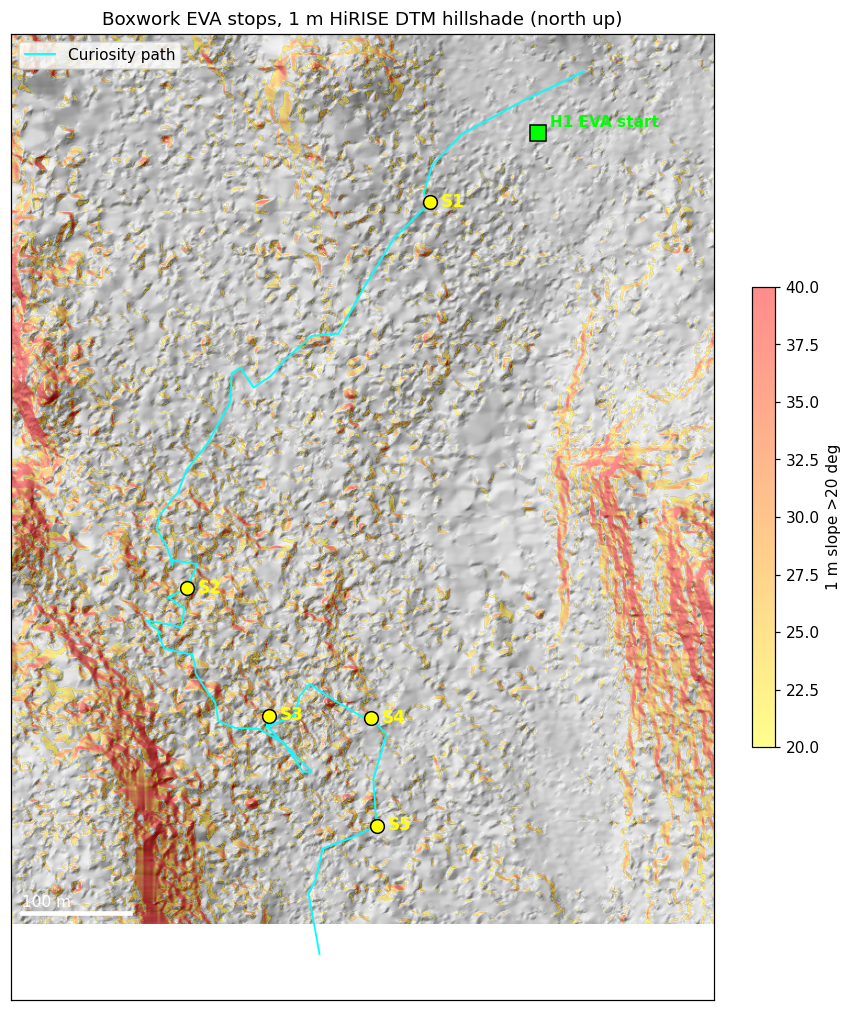 Boxwork EVA stops, 1 m HiRISE DTM hillshade (north up)
Curiosity path
H1 EVA start
S1
S2
S3
S4
S5
100 m
40.0
37.5
35.0
32.5
30.0
27.5
25.0
22.5
20.0
1 m slope >20 deg